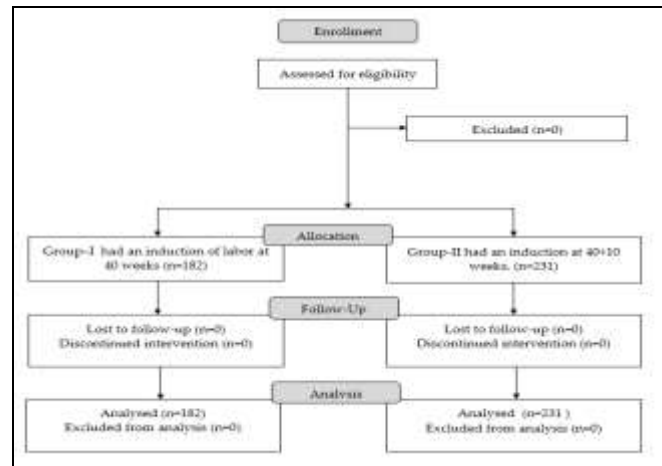 Enrollment
Assessed for eligibility
Excluded (n=0)
Allocation
Group-I had an induction of labor at
40 weeks (n=182)
Group-II had an induction at 40+10
weeks. (n=231)
Follow-Up
Lost to follow-up (n=0)
Discontinued intervention (n=0)
Lost to follow-up (n=0)
Discontinued intervention (n=0)
Analysis
Analysed (n=182)
Excluded from analysis (n=0)
Analysed (n=231 )
Excluded from analysis (n=0)